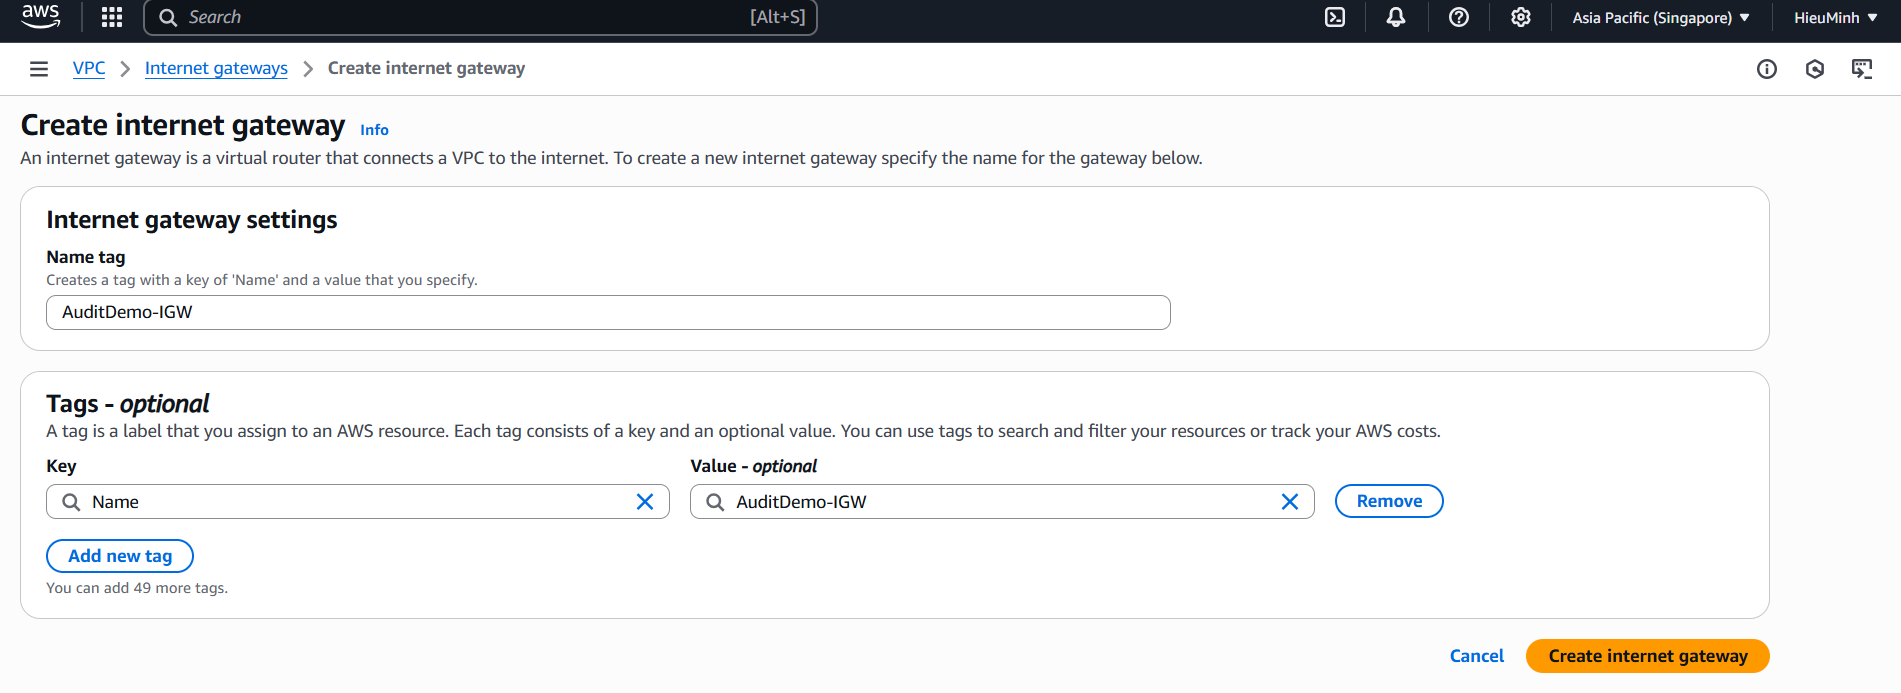 aws
Search [Alt+S]
Asia Pacific (Singapore) ▼
HieuMinh ▼
VPC > Internet gateways > Create internet gateway
Create internet gateway Info
An internet gateway is a virtual router that connects a VPC to the internet. To create a new internet gateway specify the name for the gateway below.
Internet gateway settings
Name tag
Creates a tag with a key of 'Name' and a value that you specify.
AuditDemo-IGW
Tags - optional
A tag is a label that you assign to an AWS resource. Each tag consists of a key and an optional value. You can use tags to search and filter your resources or track your AWS costs.
Key
Value - optional
Name
AuditDemo-IGW
Remove
Add new tag
You can add 49 more tags.
Cancel
Create internet gateway